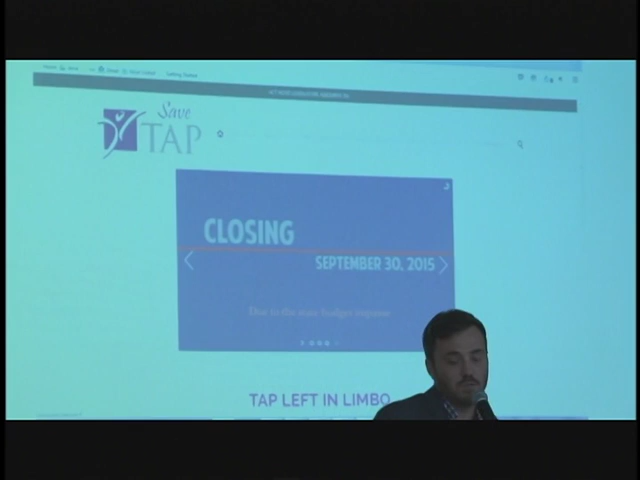 Save
TAP
CLOSING
SEPTEMBER 30, 2015
Due to the state budget impasse
TAP LEFT IN LIMBO